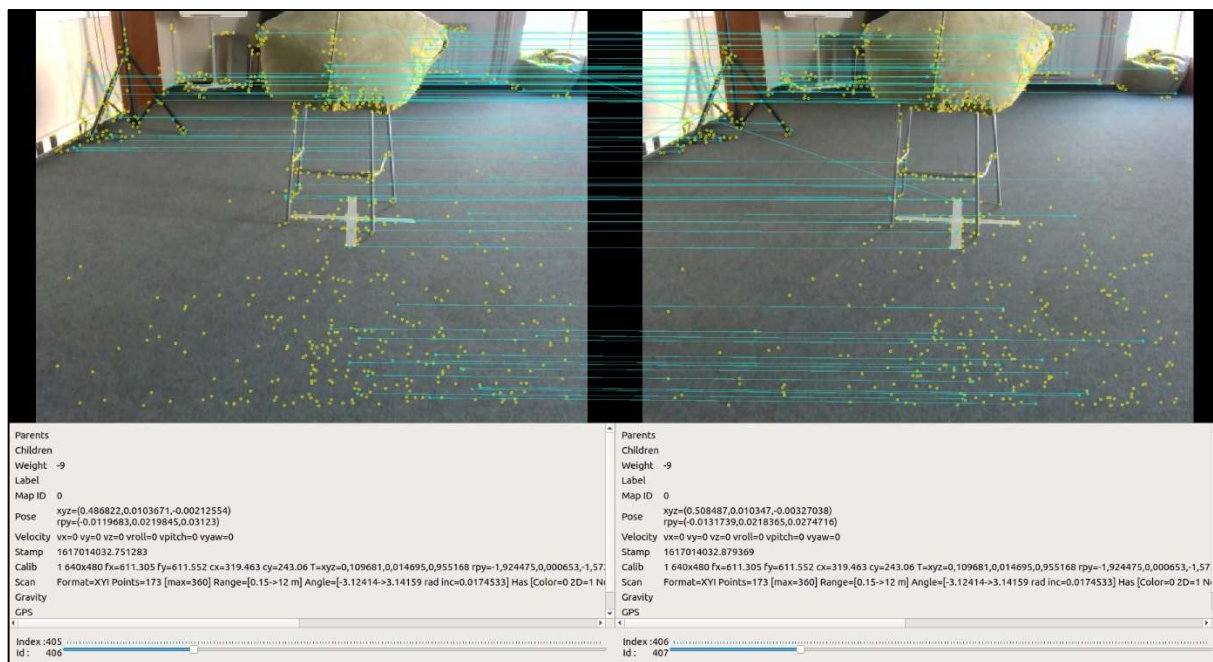 Parents
Children
Weight -9
Label
Map ID 0
Pose xyz=(0.486822,0.0103671,-0.00212554)
rpy=(-0.0119683,0.0219845,0.03123)
Velocity vx=0 vy=0 vz=0 vroll=0 vpitch=0 vyaw=0
Stamp 1617014032.751283
Calib 1 640x480 fx=611.305 fy=611.552 cx=319.463 cy=243.06 T=xyz=0,109681,0,014695,0,955168 rpy=-1,924475,0,000653,-1,57
Scan Format=XYI Points=173 [max=360] Range=[0.15->12 m] Angle=[-3.12414->3.14159 rad inc=0.0174533] Has [Color=0 2D=1 N
Gravity
GPS
Index :405
Id : 406
Parents
Children
Weight -9
Label
Map ID 0
Pose xyz=(0.508487,0.010347,-0.00327038)
rpy=(-0.0131739,0.0218365,0.0274716)
Velocity vx=0 vy=0 vz=0 vroll=0 vpitch=0 vyaw=0
Stamp 1617014032.879369
Calib 1 640x480 fx=611.305 fy=611.552 cx=319.463 cy=243.06 T=xyz=0,109681,0,014695,0,955168 rpy=-1,924475,0,000653,-1,57
Scan Format=XYI Points=173 [max=360] Range=[0.15->12 m] Angle=[-3.12414->3.14159 rad inc=0.0174533] Has [Color=0 2D=1 N
Gravity
GPS
Index :406
Id : 407